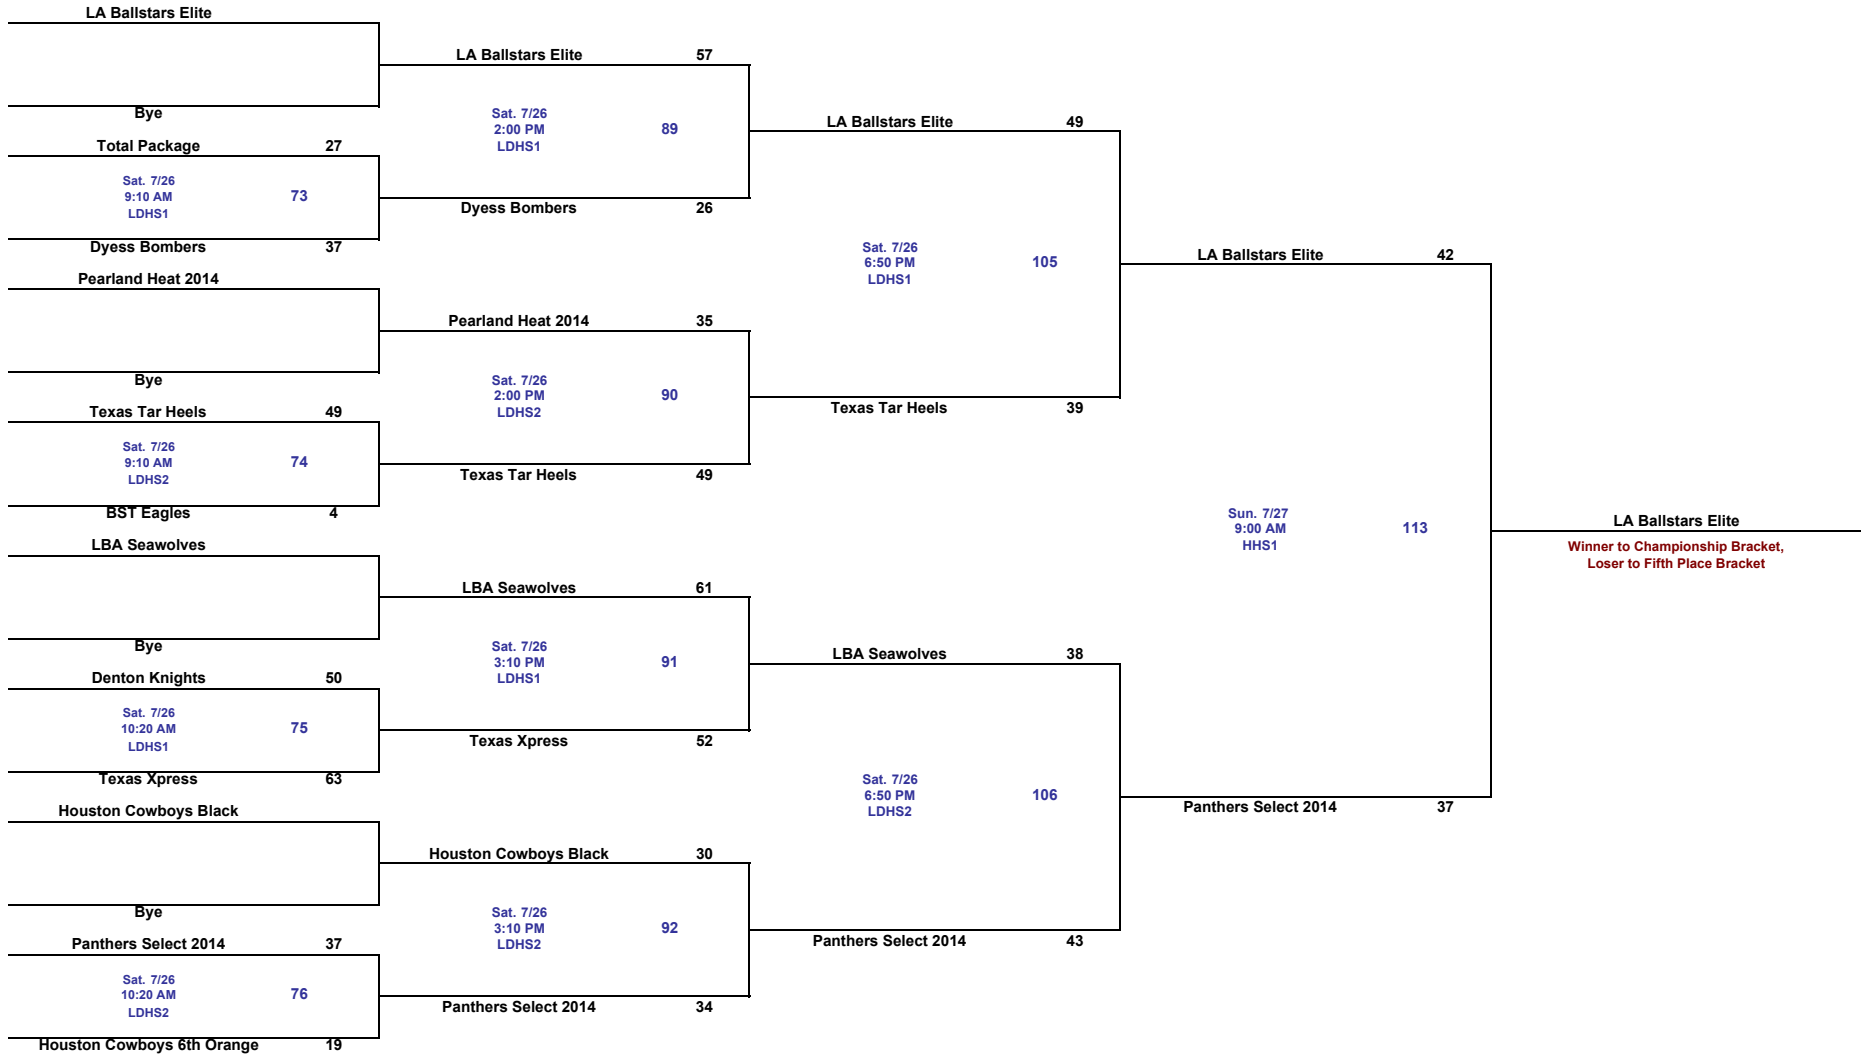 LA Ballstars Elite
Bye
Total Package 27
Sat. 7/26
9:10 AM 73
LDHS1
Dyess Bombers 37
Pearland Heat 2014
Bye
Texas Tar Heels 49
Sat. 7/26
9:10 AM 74
LDHS2
BST Eagles 4
LBA Seawolves
Bye
Denton Knights 50
Sat. 7/26
10:20 AM 75
LDHS1
Texas Xpress 63
Houston Cowboys Black
Bye
Panthers Select 2014 37
Sat. 7/26
10:20 AM 76
LDHS2
Houston Cowboys 6th Orange 19
LA Ballstars Elite 57
Sat. 7/26
2:00 PM 89
LDHS1
Dyess Bombers 26
Pearland Heat 2014 35
Sat. 7/26
2:00 PM 90
LDHS2
Texas Tar Heels 49
LBA Seawolves 61
Sat. 7/26
3:10 PM 91
LDHS1
Texas Xpress 52
Houston Cowboys Black 30
Sat. 7/26
3:10 PM 92
LDHS2
Panthers Select 2014 34
LA Ballstars Elite 49
Sat. 7/26
6:50 PM 105
LDHS1
Texas Tar Heels 39
LBA Seawolves 38
Sat. 7/26
6:50 PM 106
LDHS2
Panthers Select 2014 43
LA Ballstars Elite 42
Sun. 7/27
9:00 AM 113
HHS1
Panthers Select 2014 37
LA Ballstars Elite
Winner to Championship Bracket,
Loser to Fifth Place Bracket